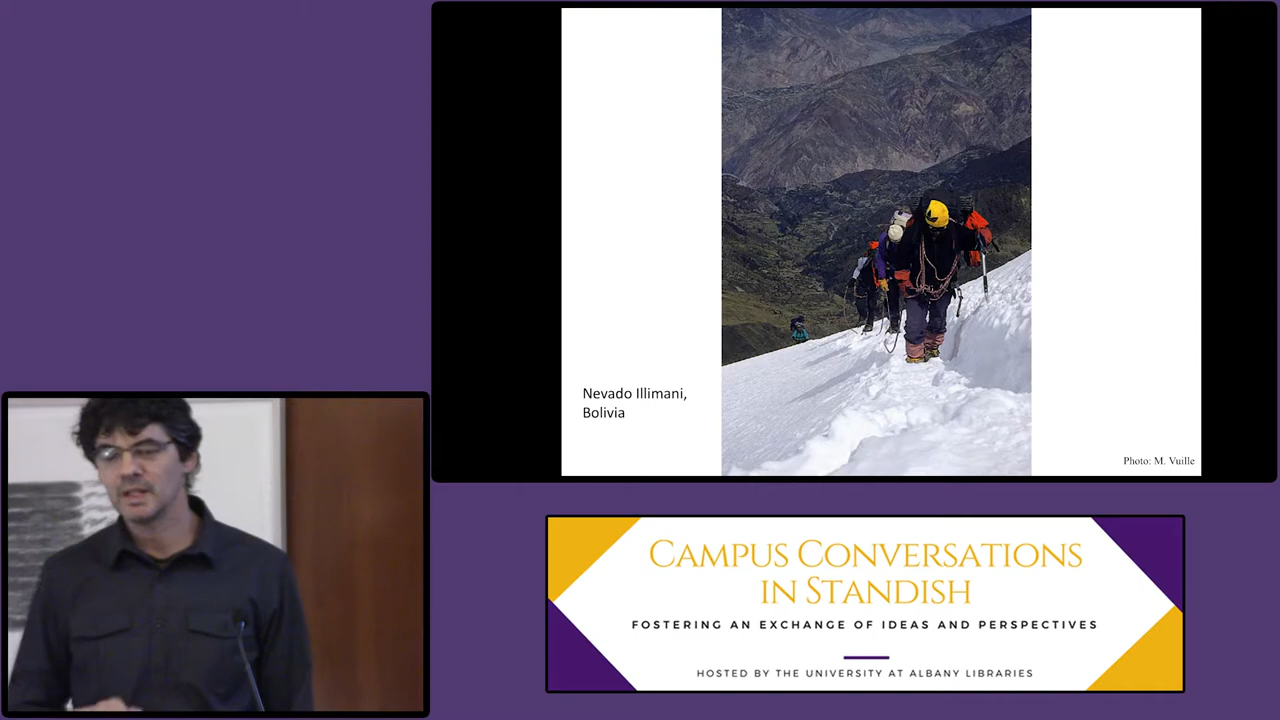 Nevado Illimani,
Bolivia
Photo: M. Vuille
CAMPUS CONVERSATIONS
IN STANDISH
FOSTERING AN EXCHANGE OF IDEAS AND PERSPECTIVES
HOSTED BY THE UNIVERSITY AT ALBANY LIBRARIES